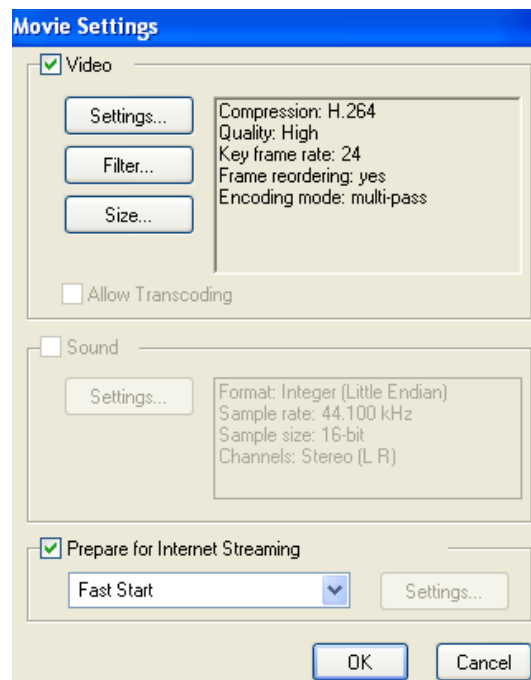 Movie Settings
Video
Settings...
Filter...
Size...
Compression: H.264
Quality: High
Key frame rate: 24
Frame reordering: yes
Encoding mode: multi-pass
Allow Transcoding
Sound
Settings...
Format: Integer (Little Endian)
Sample rate: 44.100 kHz
Sample size: 16-bit
Channels: Stereo (L R)
Prepare for Internet Streaming
Fast Start
Settings...
OK
Cancel